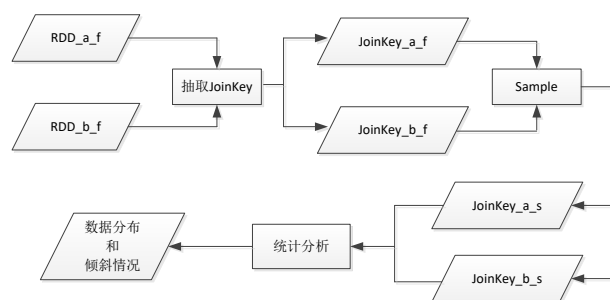 RDD_a_f
JoinKey_a_f
抽取JoinKey
Sample
RDD_b_f
JoinKey_b_f
JoinKey_a_s
数据分布
和
倾斜情况
统计分析
JoinKey_b_s